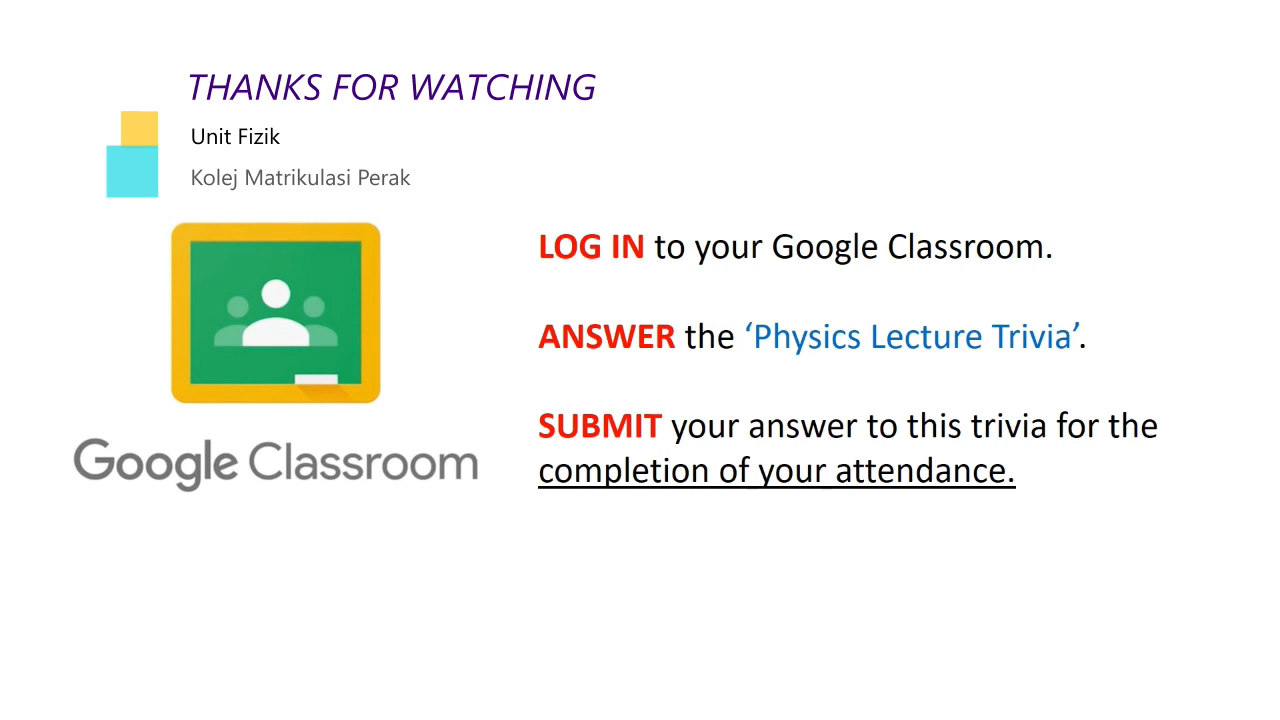 THANKS FOR WATCHING
Unit Fizik
Kolej Matrikulasi Perak
Google Classroom
LOG IN to your Google Classroom.
ANSWER the ‘Physics Lecture Trivia’.
SUBMIT your answer to this trivia for the
completion of your attendance.